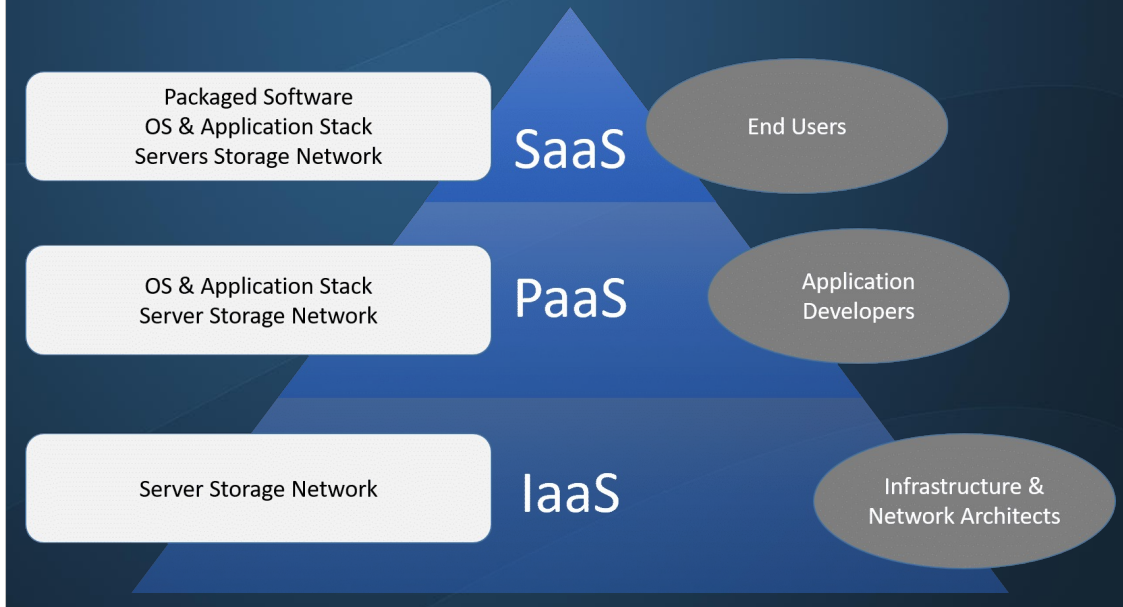 Packaged Software
OS & Application Stack
Servers Storage Network
SaaS
End Users
OS & Application Stack
Server Storage Network
PaaS
Application
Developers
Server Storage Network
IaaS
Infrastructure &
Network Architects